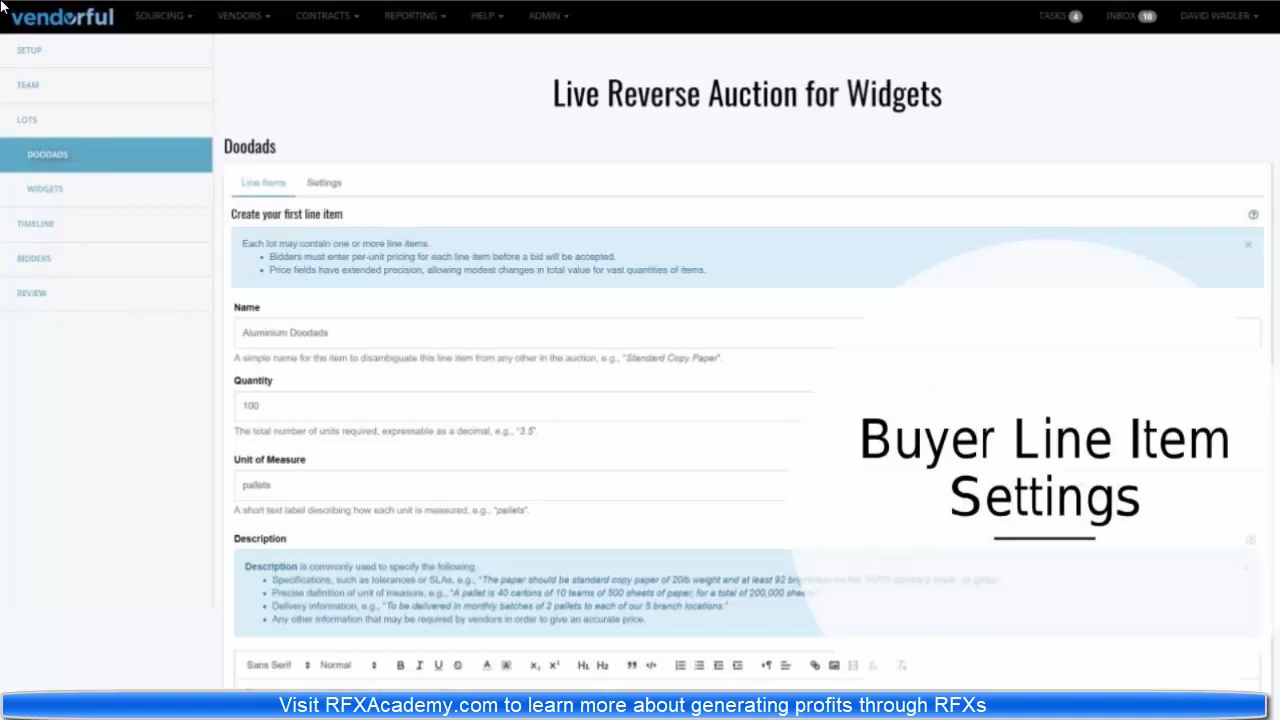 vendorful SOURCING VENDORS CONTRACTS REPORTING HELP ADMIN TASKS 4 INBOX 10 DAVID WADLER
SETUP
TEAM
LOTS
DOODADS
WIDGETS
TIMELINE
BIDDERS
REVIEW
Live Reverse Auction for Widgets
Doodads
Line Items Settings
Create your first line item
Each lot may contain one or more line items.
• Bidders must enter per-unit pricing for each line item before a bid will be accepted.
• Price fields have extended precision, allowing modest changes in total value for vast quantities of items.
Name
Aluminium Doodads
A simple name for the item to disambiguate this line item from any other in the auction, e.g., "Standard Copy Paper".
Quantity
100
The total number of units required, expressable as a decimal, e.g., "3.5".
Unit of Measure
pallets
A short text label describing how each unit is measured, e.g., "pallets".
Description
Description is commonly used to specify the following.
• Specifications, such as tolerances or SLAs, e.g., "The paper should be standard copy paper of 20lb weight and at least 92
• Precise definition of unit of measure, e.g., "A pallet is 40 cartons of 10 reams of 500 sheets of paper, for a total of 200,000
• Delivery information, e.g., "To be delivered in monthly batches of 2 pallets to each of our 5 branch locations."
• Any other information that may be required by vendors in order to give an accurate price.
Sans Serif Normal B I U S A A X₂ X² H1 H2
Buyer Line Item
Settings
Visit RFXAcademy.com to learn more about generating profits through RFXs